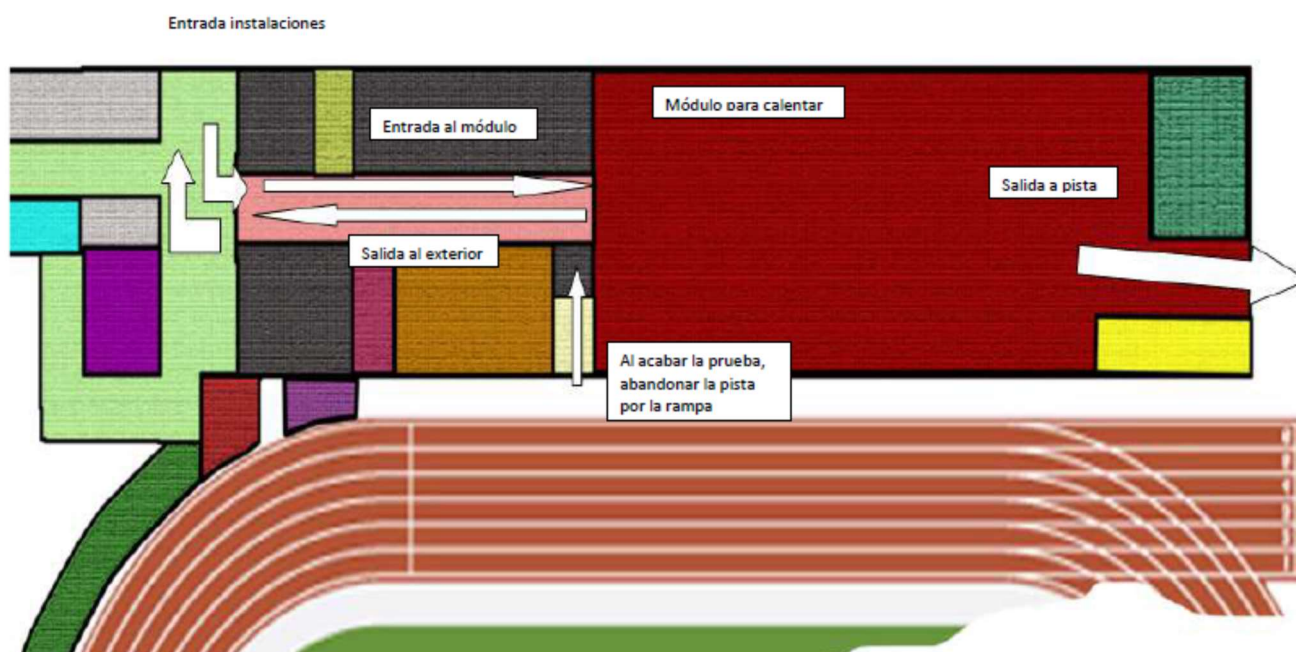 Entrada instalaciones
Módulo para calentar
Entrada al módulo
Salida a pista
Salida al exterior
Al acabar la prueba,
abandonar la pista
por la rampa